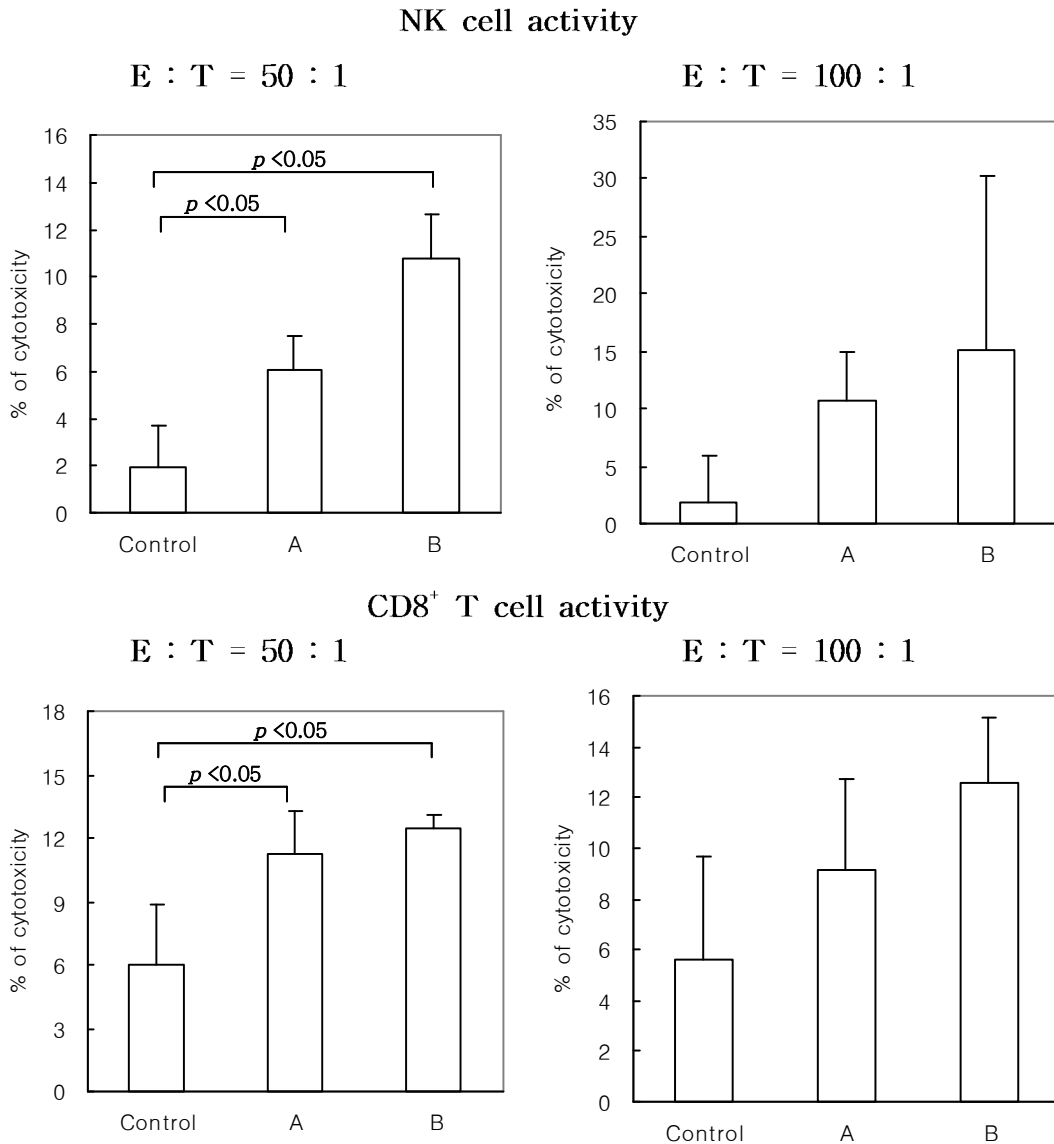 NK cell activity
E : T = 50 : 1
E : T = 100 : 1
% of cytotoxicity
16
14
12
10
8
6
4
2
0
p <0.05
p <0.05
Control A B
% of cytotoxicity
35
30
25
20
15
10
5
0
Control A B
CD8⁺ T cell activity
E : T = 50 : 1
E : T = 100 : 1
% of cytotoxicity
18
15
12
9
6
3
0
p <0.05
p <0.05
Control A B
% of cytotoxicity
16
14
12
10
8
6
4
2
0
Control A B